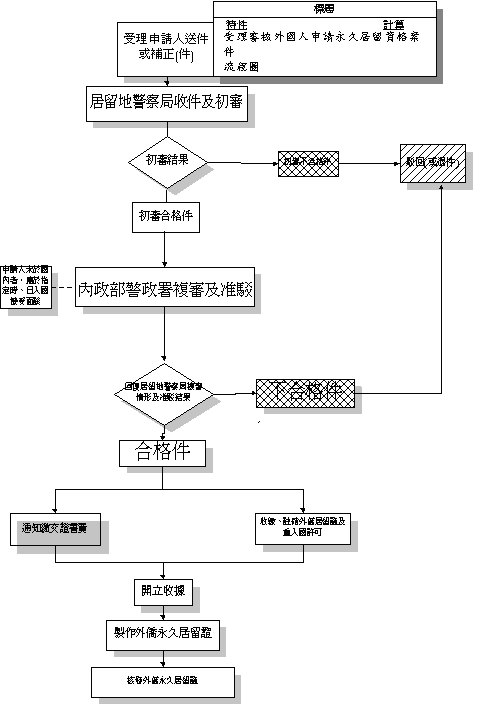 標題
特件 計算
受理審核外國人申請永久居留資格案
件
流程圖
受理申請人送件
或補正(件)
居留地警察局收件及初審
初審結果
初審不合格件
駁回(或退件)
初審合格件
申請人未於國
內者，應於指
定時、日入國
接受面談
內政部警政署複審及准駁
回復居留地警察局複審
情形及准駁結果
不合格件
合格件
通知繳交證書費
收繳、註銷外僑居留證及
重入國許可
開立收據
製作外僑永久居留證
核發外僑永久居留證